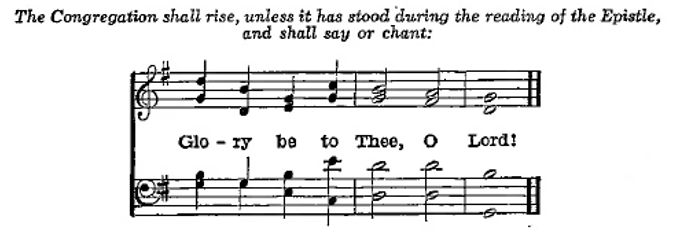 The Congregation shall rise, unless it has stood during the reading of the Epistle,
and shall say or chant:
Glo - ry be to Thee, O Lord!